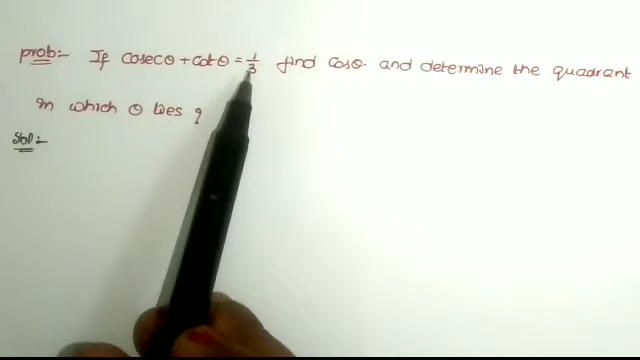 prob:- If cosecθ + cotθ = 1/3 find cosθ. and determine the quadrant
in which θ lies ?
Sol:-